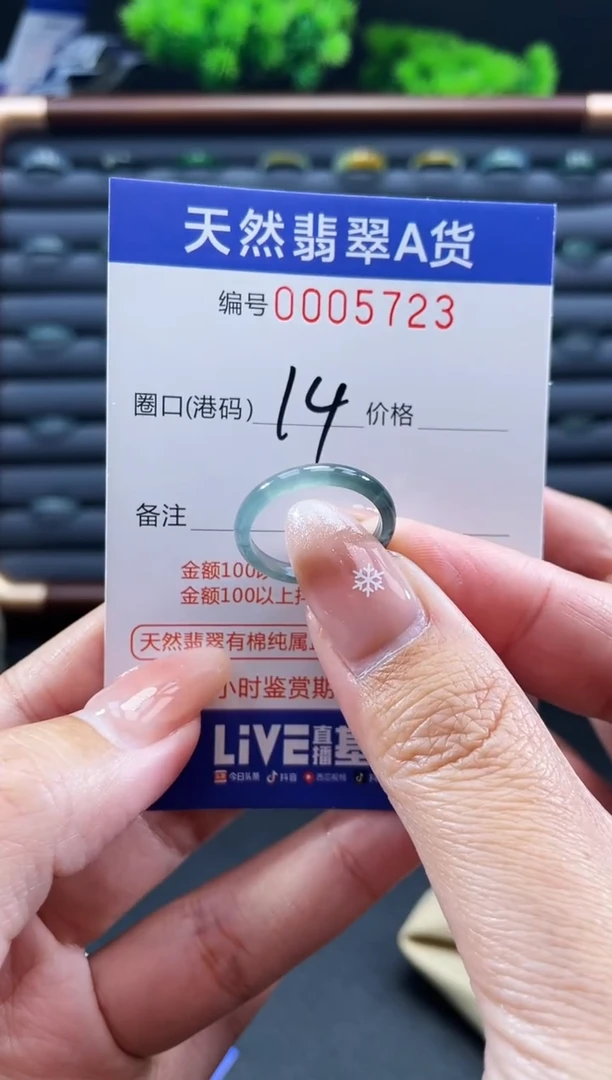 天然翡翠A货
编号0005723
圈口(港码) 14 价格
备注
金额100
金额100以上
天然翡翠有棉纯属
小时鉴赏期
LiVE直播基
今日头条 抖音 西瓜视频